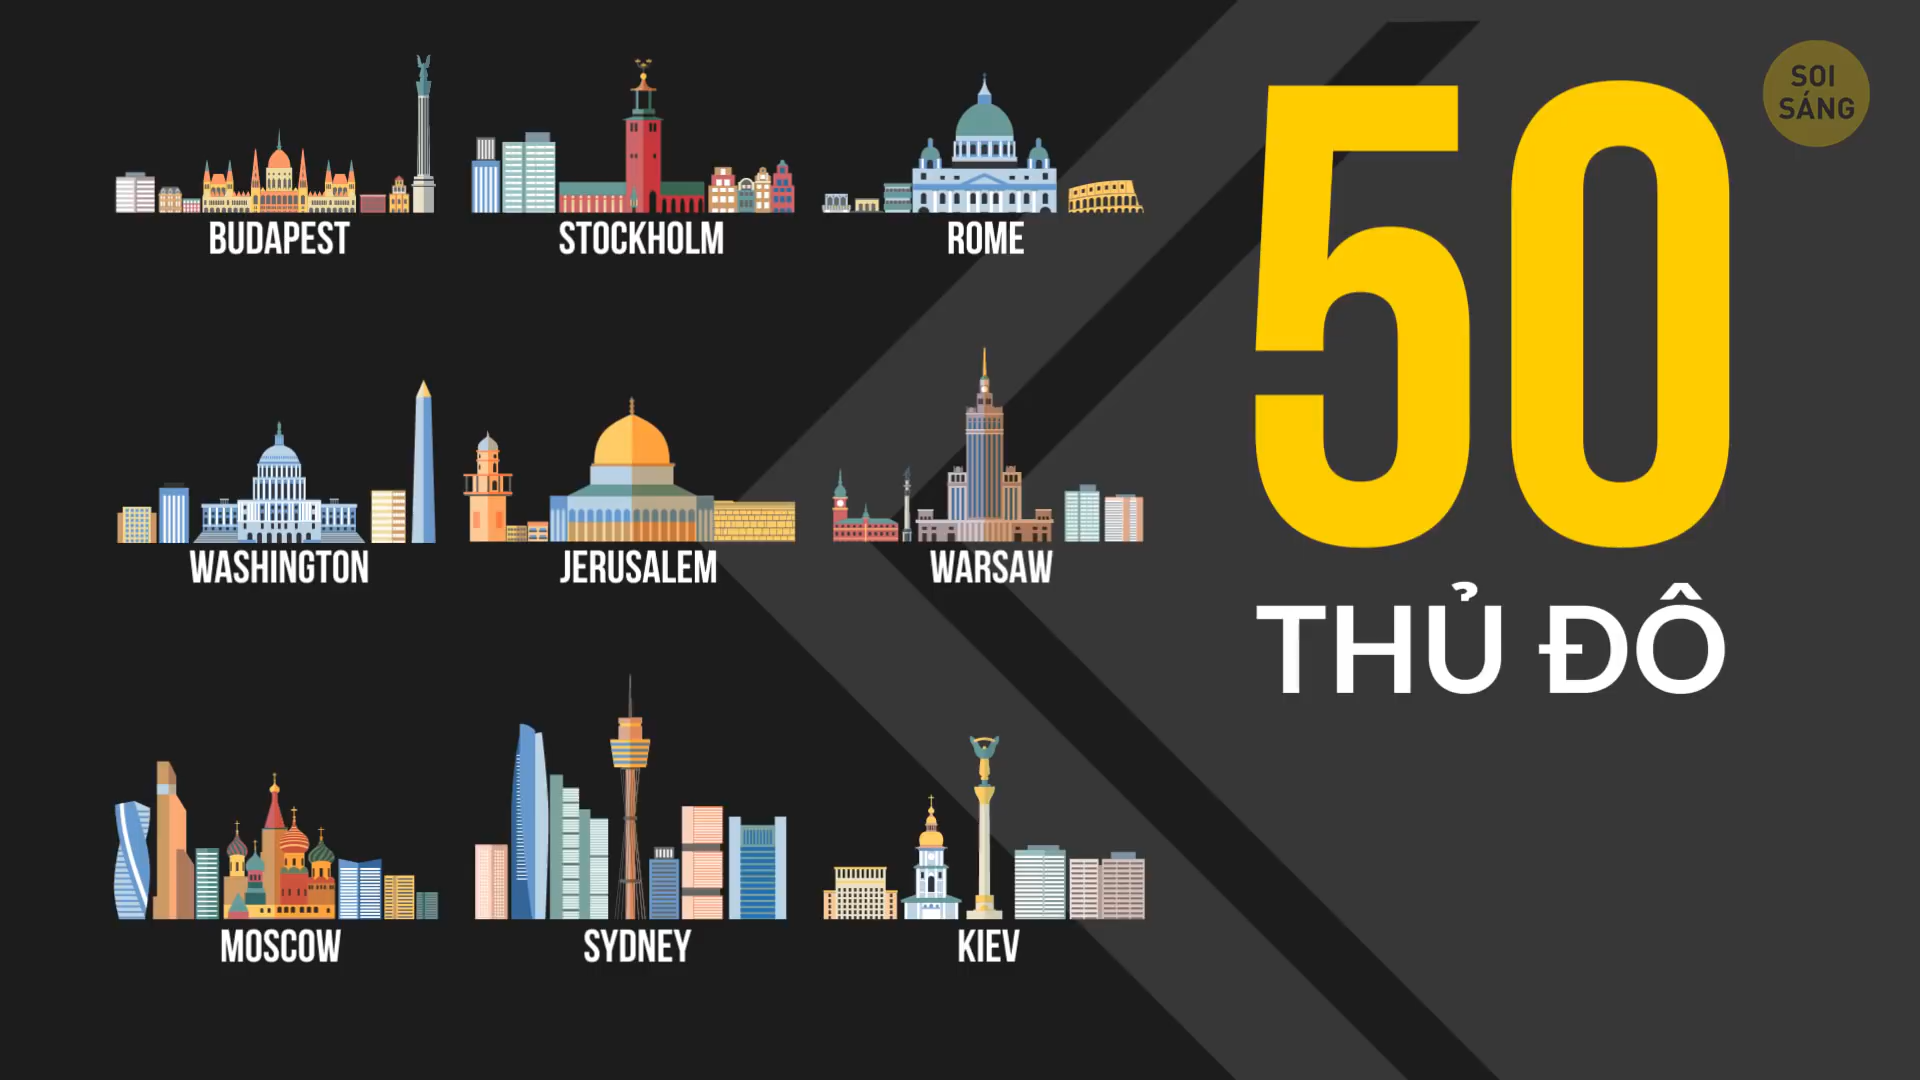 BUDAPEST
STOCKHOLM
ROME
WASHINGTON
JERUSALEM
WARSAW
MOSCOW
SYDNEY
KIEV
50
THỦ ĐÔ
SOI
SÁNG